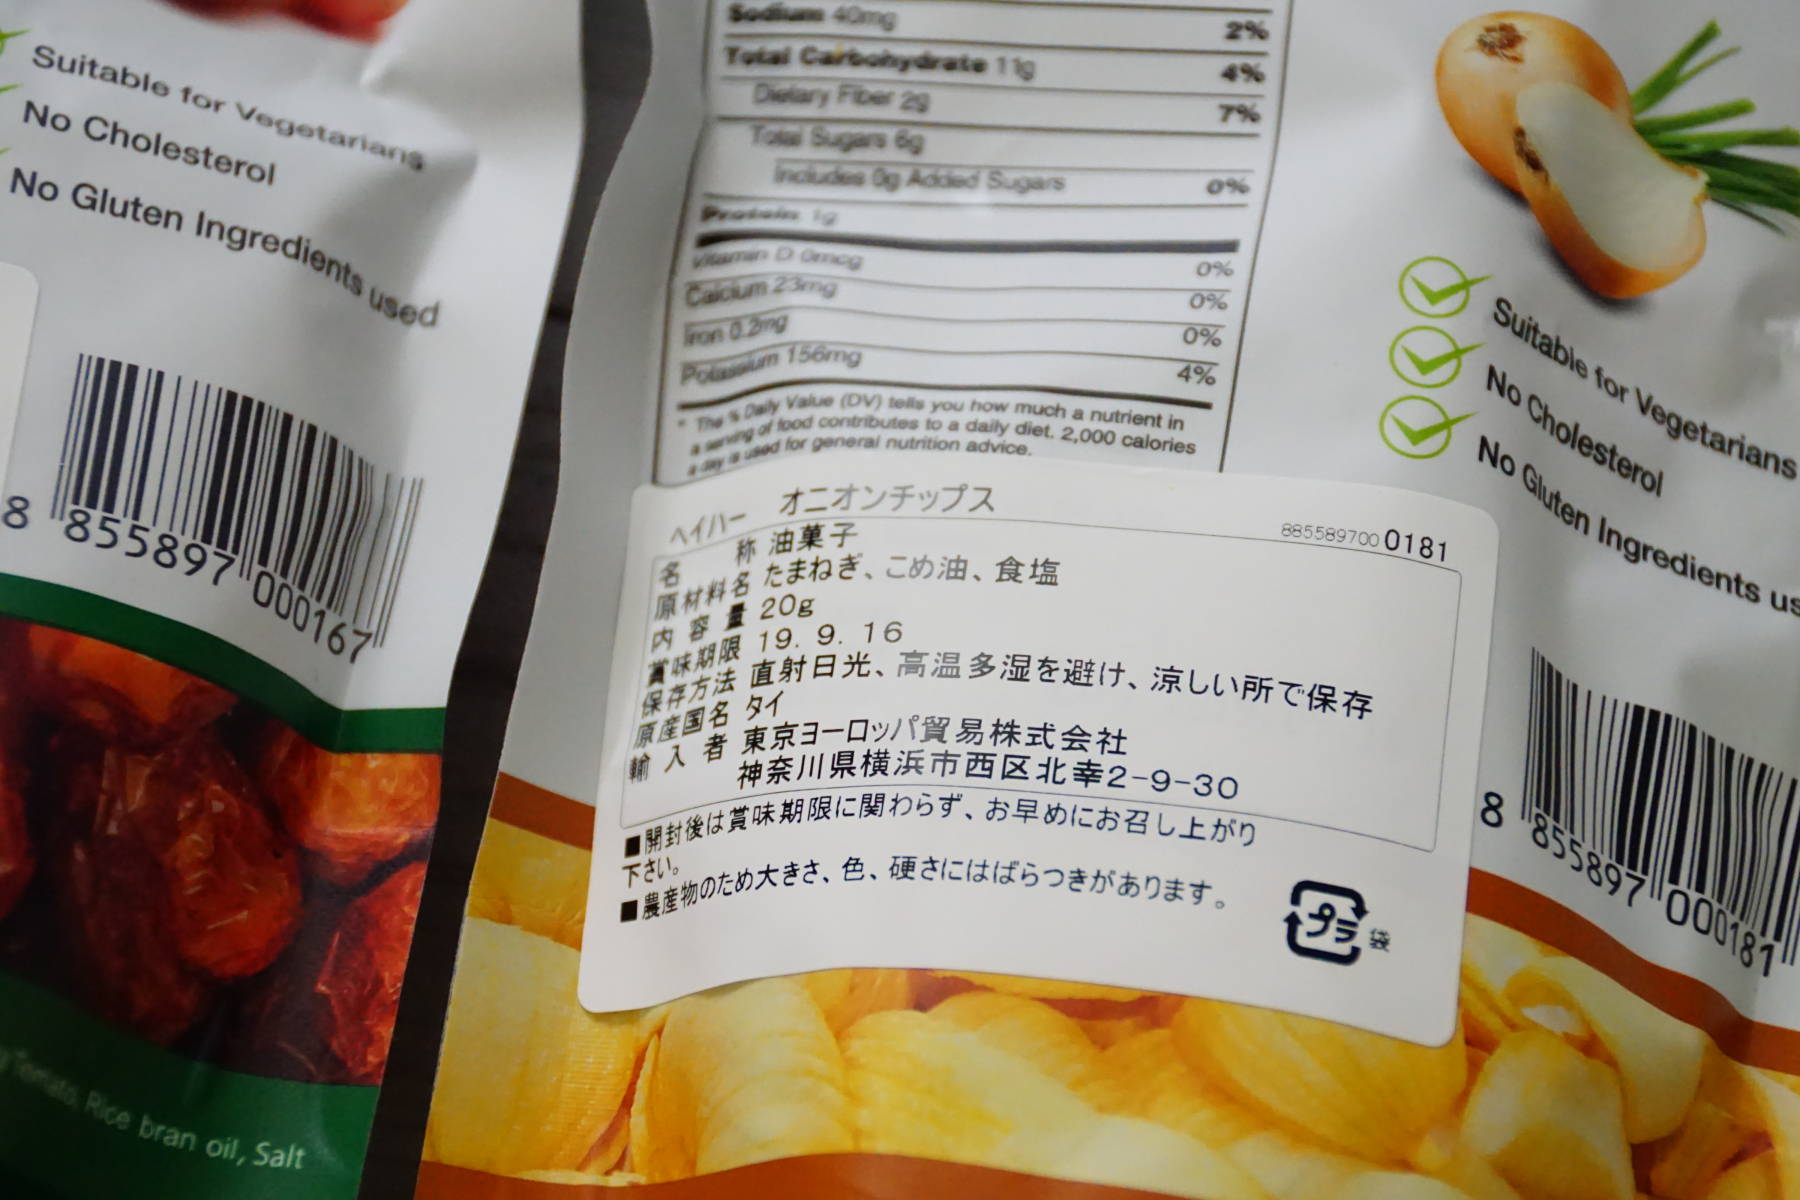 Suitable for Vegetarians
No Cholesterol
No Gluten Ingredients used
8 855897 000167
Tomato, Rice bran oil, Salt
Sodium 40mg 2%
Total Carbohydrate 11g 4%
Dietary Fiber 2g 7%
Total Sugars 6g
Includes 0g Added Sugars 0%
Protein 1g
Vitamin D 0mcg 0%
Calcium 23mg 0%
Iron 0.2mg 0%
Potassium 156mg 4%
* The % Daily Value (DV) tells you how much a nutrient in
a serving of food contributes to a daily diet. 2,000 calories
a day is used for general nutrition advice.
Suitable for Vegetarians
No Cholesterol
No Gluten Ingredients us
ヘイハー オニオンチップス
885589700 0181
名称 油菓子
原材料名 たまねぎ、こめ油、食塩
内容量 20g
賞味期限 19. 9. 16
保存方法 直射日光、高温多湿を避け、涼しい所で保存
原産国名 タイ
輸入者 東京ヨーロッパ貿易株式会社
神奈川県横浜市西区北幸2-9-30
■開封後は賞味期限に関わらず、お早めにお召し上がり
下さい。
■農産物のため大きさ、色、硬さにはばらつきがあります。
プラ 袋
8 855897 000181